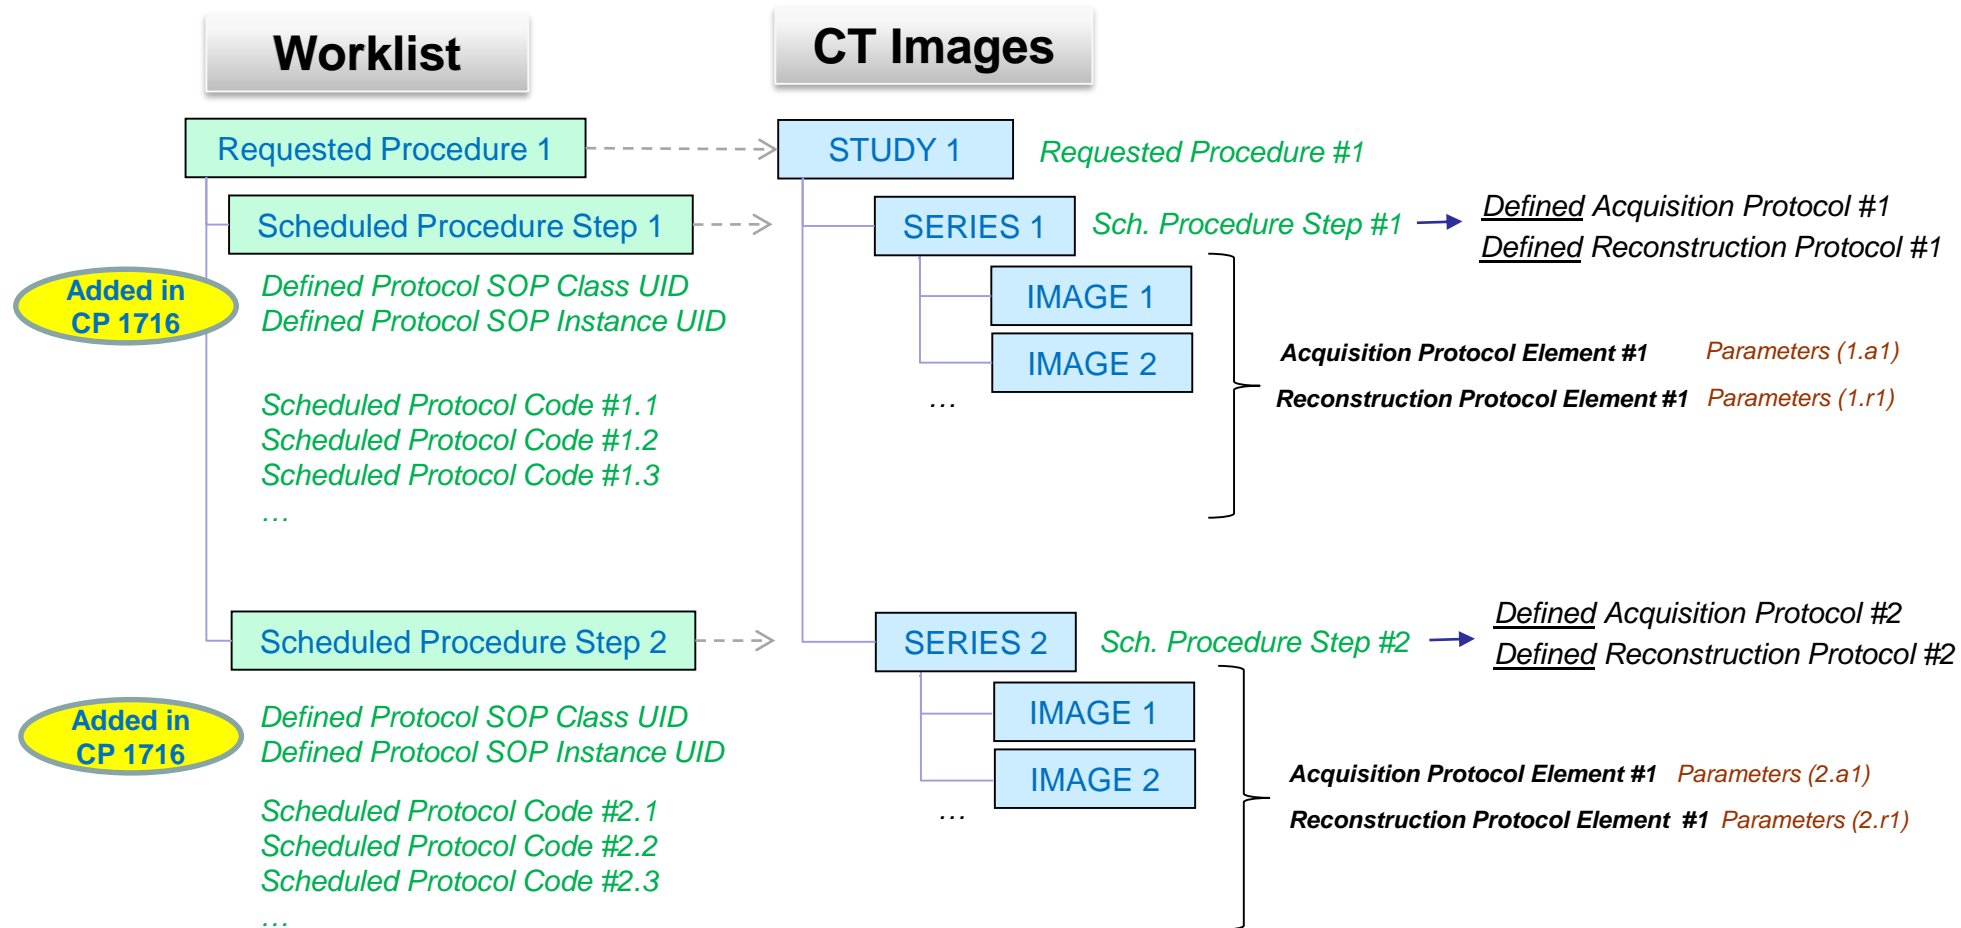 Worklist
CT Images
Requested Procedure 1
STUDY 1
Requested Procedure #1
Scheduled Procedure Step 1
SERIES 1
Sch. Procedure Step #1
Defined Acquisition Protocol #1
Defined Reconstruction Protocol #1
Added in
CP 1716
Defined Protocol SOP Class UID
Defined Protocol SOP Instance UID
IMAGE 1
IMAGE 2
…
Acquisition Protocol Element #1 Parameters (1.a1)
Reconstruction Protocol Element #1 Parameters (1.r1)
Scheduled Protocol Code #1.1
Scheduled Protocol Code #1.2
Scheduled Protocol Code #1.3
…
Scheduled Procedure Step 2
SERIES 2
Sch. Procedure Step #2
Defined Acquisition Protocol #2
Defined Reconstruction Protocol #2
Added in
CP 1716
Defined Protocol SOP Class UID
Defined Protocol SOP Instance UID
IMAGE 1
IMAGE 2
…
Acquisition Protocol Element #1 Parameters (2.a1)
Reconstruction Protocol Element #1 Parameters (2.r1)
Scheduled Protocol Code #2.1
Scheduled Protocol Code #2.2
Scheduled Protocol Code #2.3
…